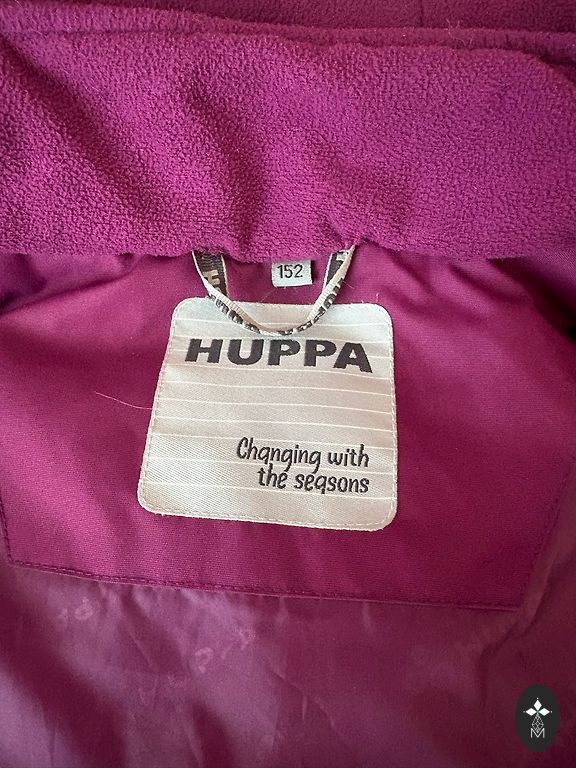 152
HUPPA
Changing with
the seasons